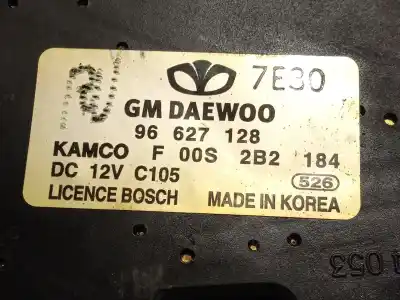 7E30
GM DAEWOO
96 627 128
KAMCO F 00S 2B2 184
DC 12V C105 526
LICENCE BOSCH MADE IN KOREA
053